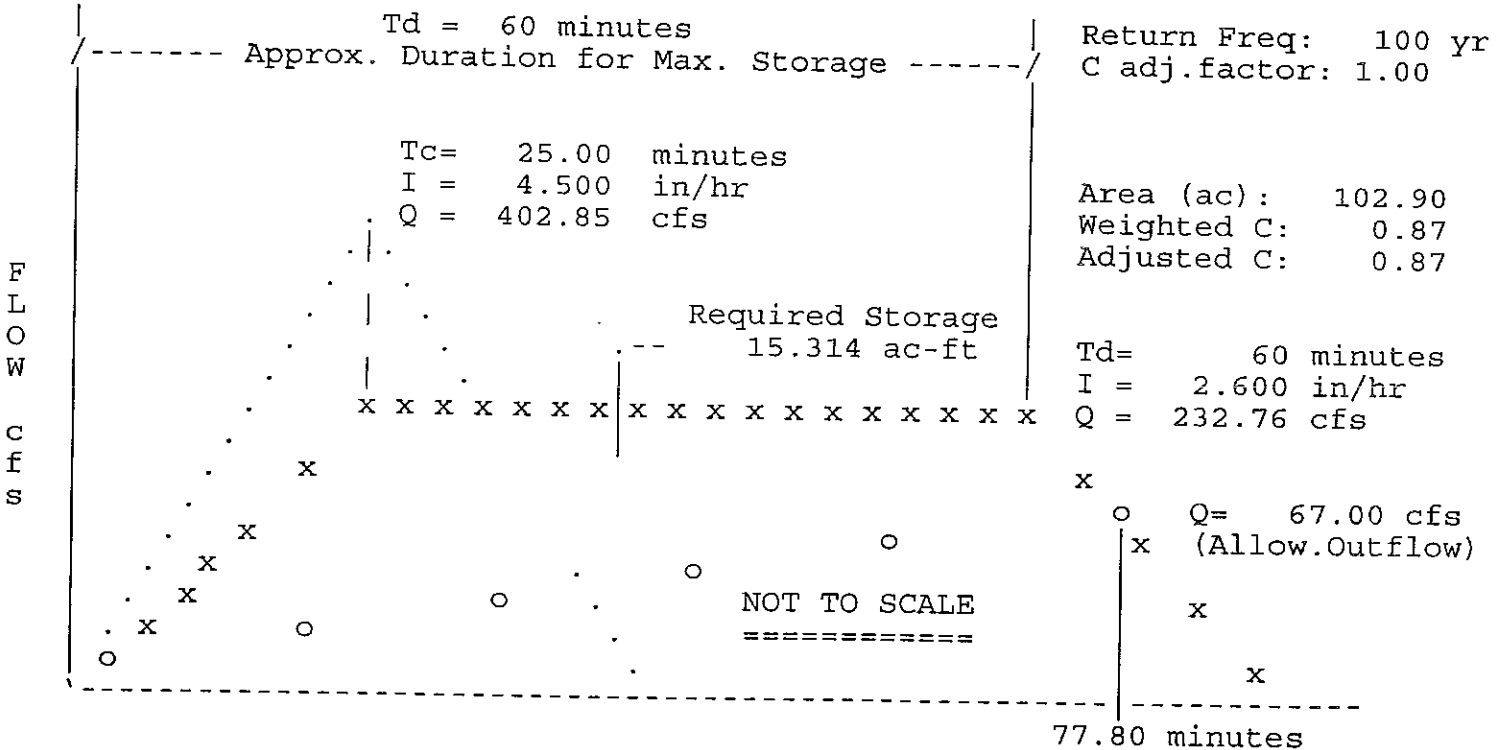 Td = 60 minutes
/------- Approx. Duration for Max. Storage ------/
Return Freq: 100 yr
C adj.factor: 1.00
Tc= 25.00 minutes
I = 4.500 in/hr
Q = 402.85 cfs
Area (ac): 102.90
Weighted C: 0.87
Adjusted C: 0.87
FLOW cfs
Required Storage
15.314 ac-ft
Td= 60 minutes
I = 2.600 in/hr
Q = 232.76 cfs
x x x x x x x x x x x x x x x x x x
x
x
o
Q= 67.00 cfs
x
o
x
(Allow.Outflow)
x
o
x
o
NOT TO SCALE
x
x
o
============
o
x
77.80 minutes